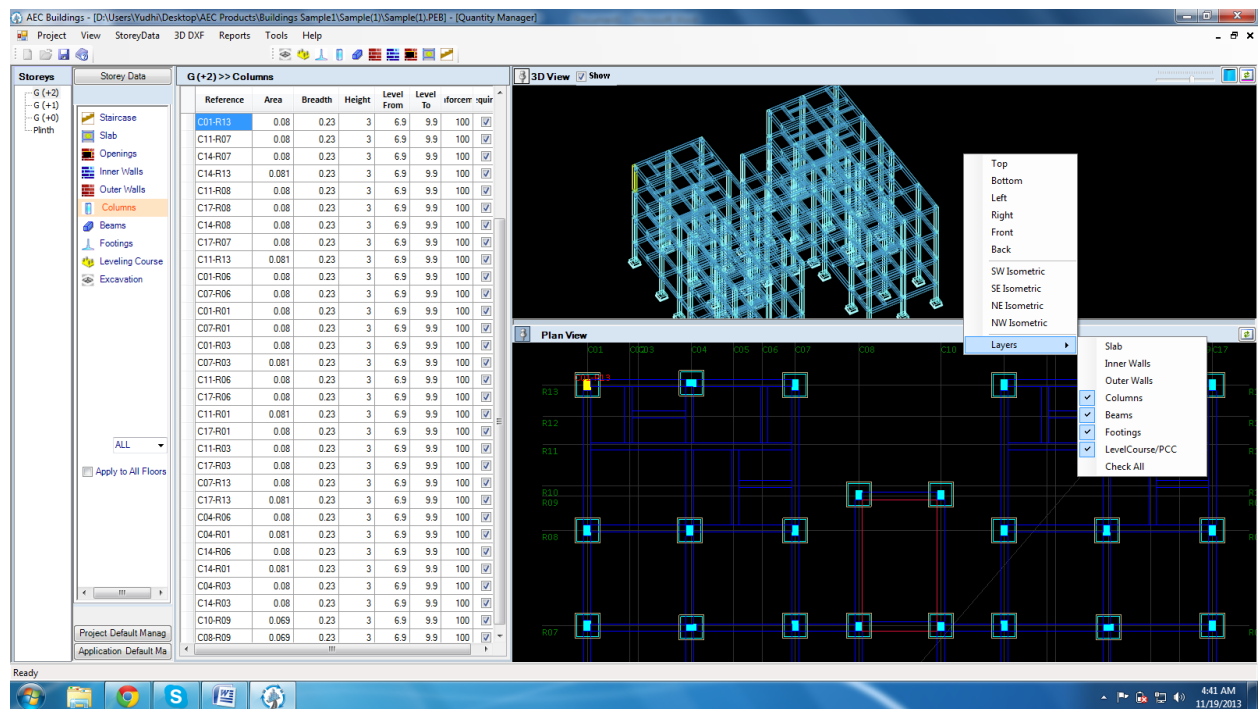 AEC Buildings - [D:\Users\Yudhi\Desktop\AEC Products\Buildings Sample1\Sample(1)\Sample(1).PEB] - [Quantity Manager]
Project View StoreyData 3D DXF Reports Tools Help
Storeys
G (+2)
G (+1)
G (+0)
Plinth
Storey Data
Staircase
Slab
Openings
Inner Walls
Outer Walls
Columns
Beams
Footings
Leveling Course
Excavation
ALL
Apply to All Floors
Project Default Manag
Application Default Ma
G (+2) >> Columns
Reference Area Breadth Height Level From Level To forcem quir
C01-R13 0.08 0.23 3 6.9 9.9 100
C11-R07 0.08 0.23 3 6.9 9.9 100
C14-R07 0.08 0.23 3 6.9 9.9 100
C14-R13 0.081 0.23 3 6.9 9.9 100
C11-R08 0.08 0.23 3 6.9 9.9 100
C17-R08 0.08 0.23 3 6.9 9.9 100
C14-R08 0.08 0.23 3 6.9 9.9 100
C17-R07 0.08 0.23 3 6.9 9.9 100
C11-R13 0.081 0.23 3 6.9 9.9 100
C01-R06 0.08 0.23 3 6.9 9.9 100
C07-R06 0.08 0.23 3 6.9 9.9 100
C01-R01 0.08 0.23 3 6.9 9.9 100
C07-R01 0.08 0.23 3 6.9 9.9 100
C01-R03 0.08 0.23 3 6.9 9.9 100
C07-R03 0.081 0.23 3 6.9 9.9 100
C11-R06 0.08 0.23 3 6.9 9.9 100
C17-R06 0.08 0.23 3 6.9 9.9 100
C11-R01 0.081 0.23 3 6.9 9.9 100
C17-R01 0.08 0.23 3 6.9 9.9 100
C11-R03 0.08 0.23 3 6.9 9.9 100
C17-R03 0.08 0.23 3 6.9 9.9 100
C07-R13 0.08 0.23 3 6.9 9.9 100
C17-R13 0.081 0.23 3 6.9 9.9 100
C04-R06 0.08 0.23 3 6.9 9.9 100
C04-R01 0.081 0.23 3 6.9 9.9 100
C14-R06 0.08 0.23 3 6.9 9.9 100
C14-R01 0.081 0.23 3 6.9 9.9 100
C04-R03 0.08 0.23 3 6.9 9.9 100
C14-R03 0.08 0.23 3 6.9 9.9 100
C10-R09 0.069 0.23 3 6.9 9.9 100
C08-R09 0.069 0.23 3 6.9 9.9 100
3D View Show
Top
Bottom
Left
Right
Front
Back
SW Isometric
SE Isometric
NE Isometric
NW Isometric
Layers
Slab
Inner Walls
Outer Walls
Columns
Beams
Footings
LevelCourse/PCC
Check All
Plan View
C01 C04 C05 C06 C07 C08 C10 C17
R13
R12
R11
R10
R09
R08
R07
Ready
4:41 AM
11/19/2013